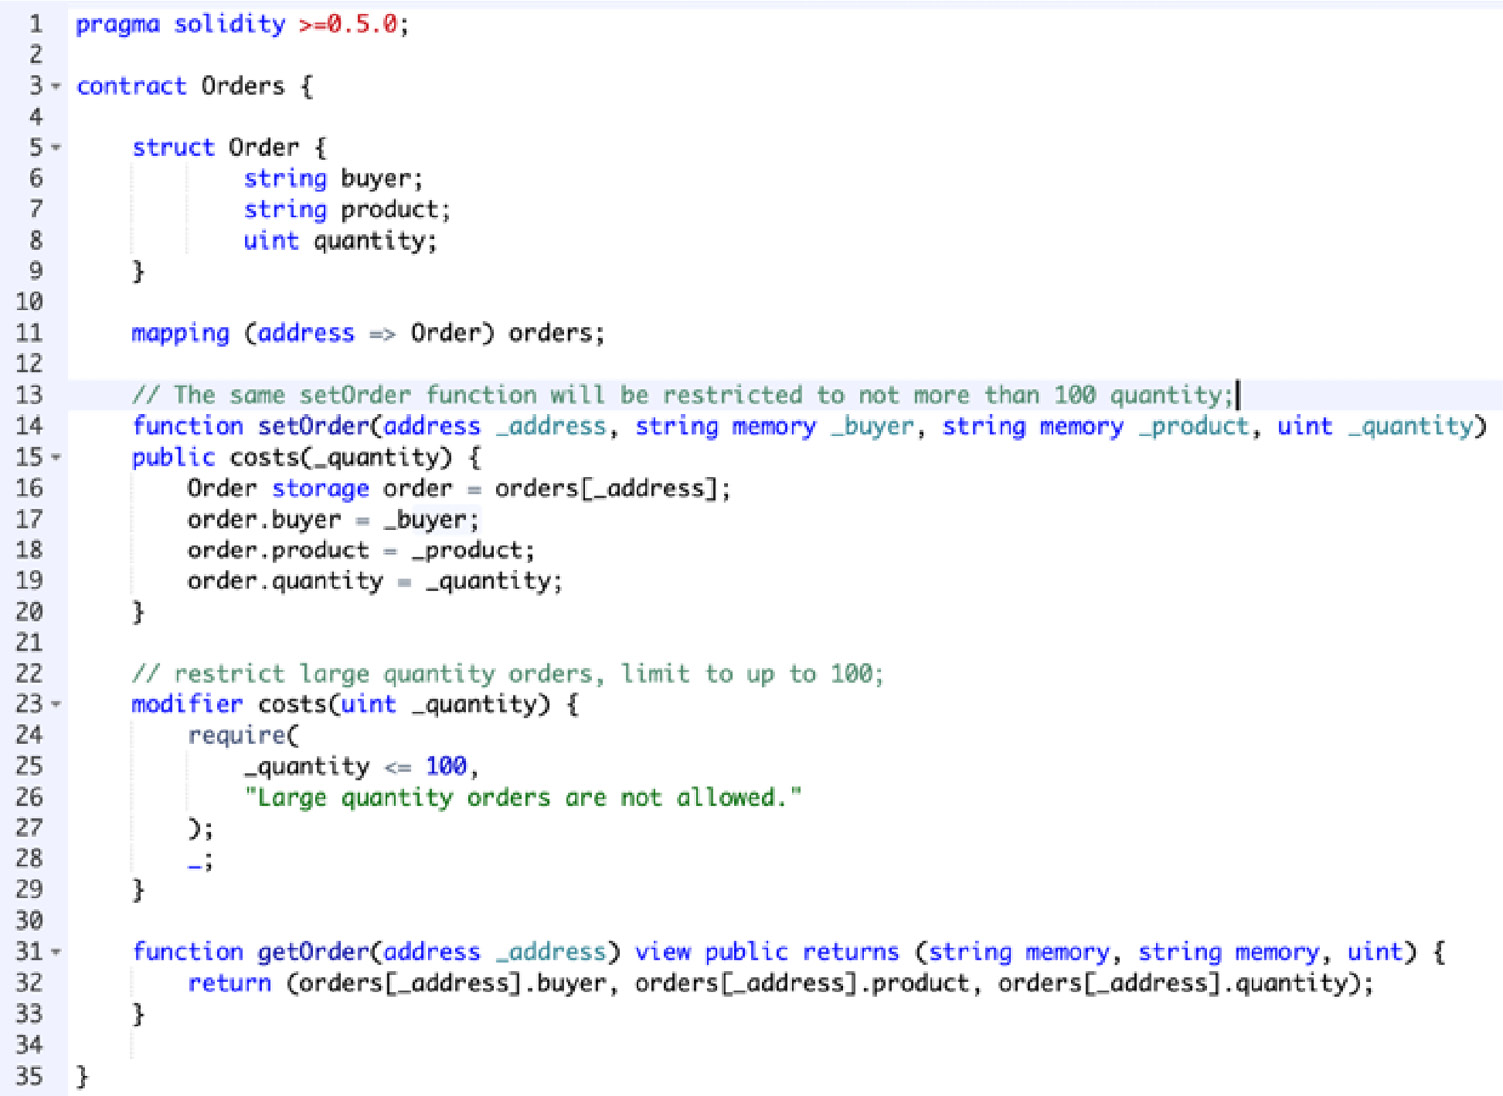 1 pragma solidity >=0.5.0;
2
3 contract Orders {
4
5 struct Order {
6 string buyer;
7 string product;
8 uint quantity;
9 }
10
11 mapping (address => Order) orders;
12
13 // The same setOrder function will be restricted to not more than 100 quantity;
14 function setOrder(address _address, string memory _buyer, string memory _product, uint _quantity)
15 public costs(_quantity) {
16 Order storage order = orders[_address];
17 order.buyer = _buyer;
18 order.product = _product;
19 order.quantity = _quantity;
20 }
21
22 // restrict large quantity orders, limit to up to 100;
23 modifier costs(uint _quantity) {
24 require(
25 _quantity <= 100,
26 "Large quantity orders are not allowed."
27 );
28 _;
29 }
30
31 function getOrder(address _address) view public returns (string memory, string memory, uint) {
32 return (orders[_address].buyer, orders[_address].product, orders[_address].quantity);
33 }
34
35 }